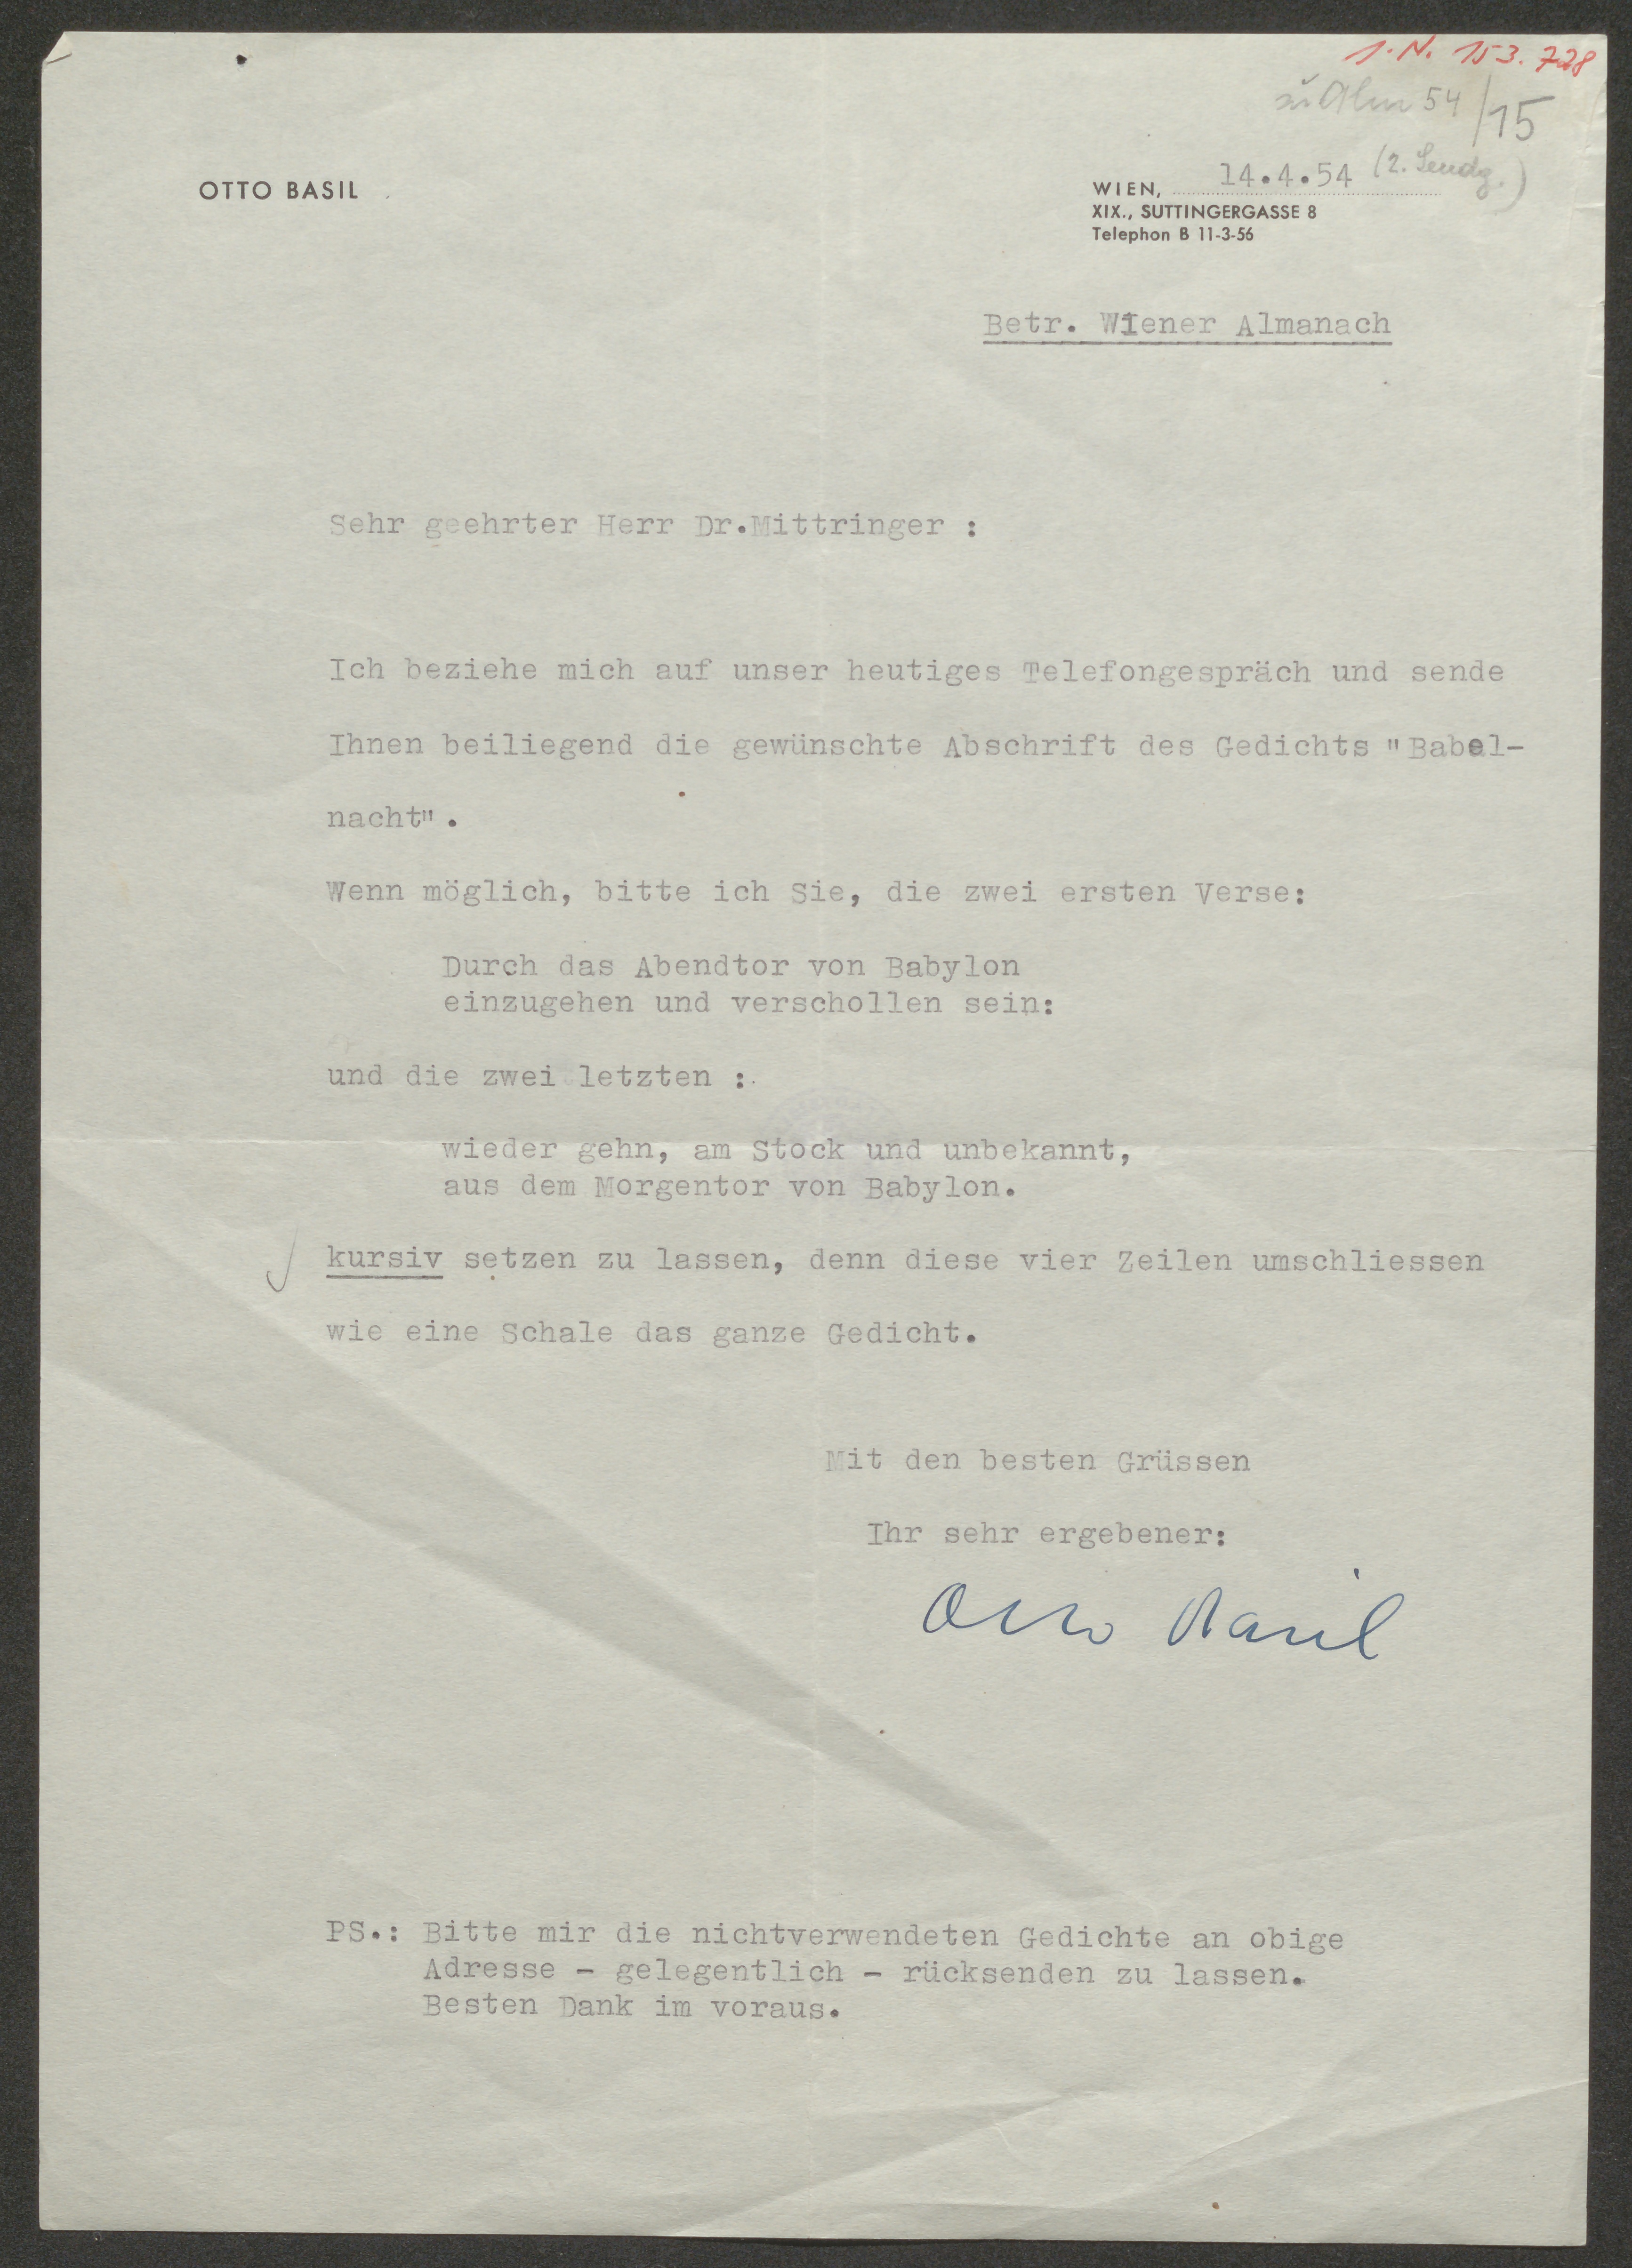 I.N. 153.728
zu Alm 54/15
OTTO BASIL
WIEN, 14.4.54 (2. Sendg.)
XIX., SUTTINGERGASSE 8
Telephon B 11-3-56
Betr. Wiener Almanach
Sehr geehrter Herr Dr.Mittringer :
Ich beziehe mich auf unser heutiges Telefongespräch und sende
Ihnen beiliegend die gewünschte Abschrift des Gedichts "Babel-
nacht".
Wenn möglich, bitte ich Sie, die zwei ersten Verse:
Durch das Abendtor von Babylon
einzugehen und verschollen sein:
und die zwei letzten :
wieder gehn, am Stock und unbekannt,
aus dem Morgentor von Babylon.
kursiv setzen zu lassen, denn diese vier Zeilen umschliessen
wie eine Schale das ganze Gedicht.
Mit den besten Grüssen
Ihr sehr ergebener:
Otto Basil
PS.: Bitte mir die nichtverwendeten Gedichte an obige
Adresse - gelegentlich - rücksenden zu lassen.
Besten Dank im voraus.